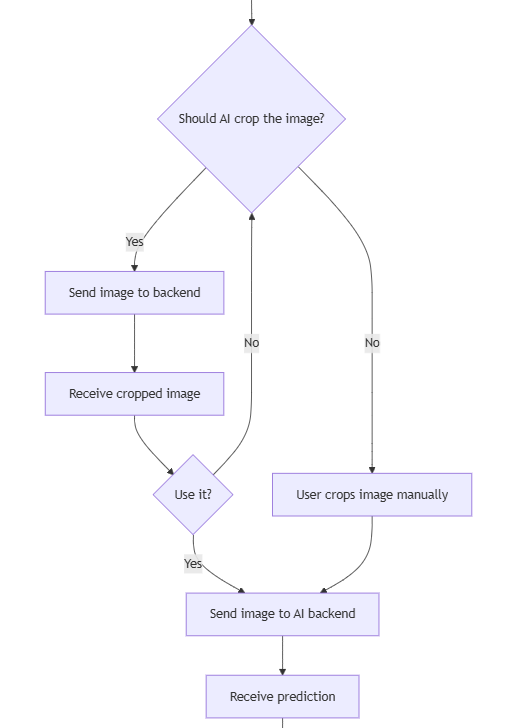 Should AI crop the image?
Yes
Send image to backend
No
No
Receive cropped image
Use it?
User crops image manually
Yes
Send image to AI backend
Receive prediction